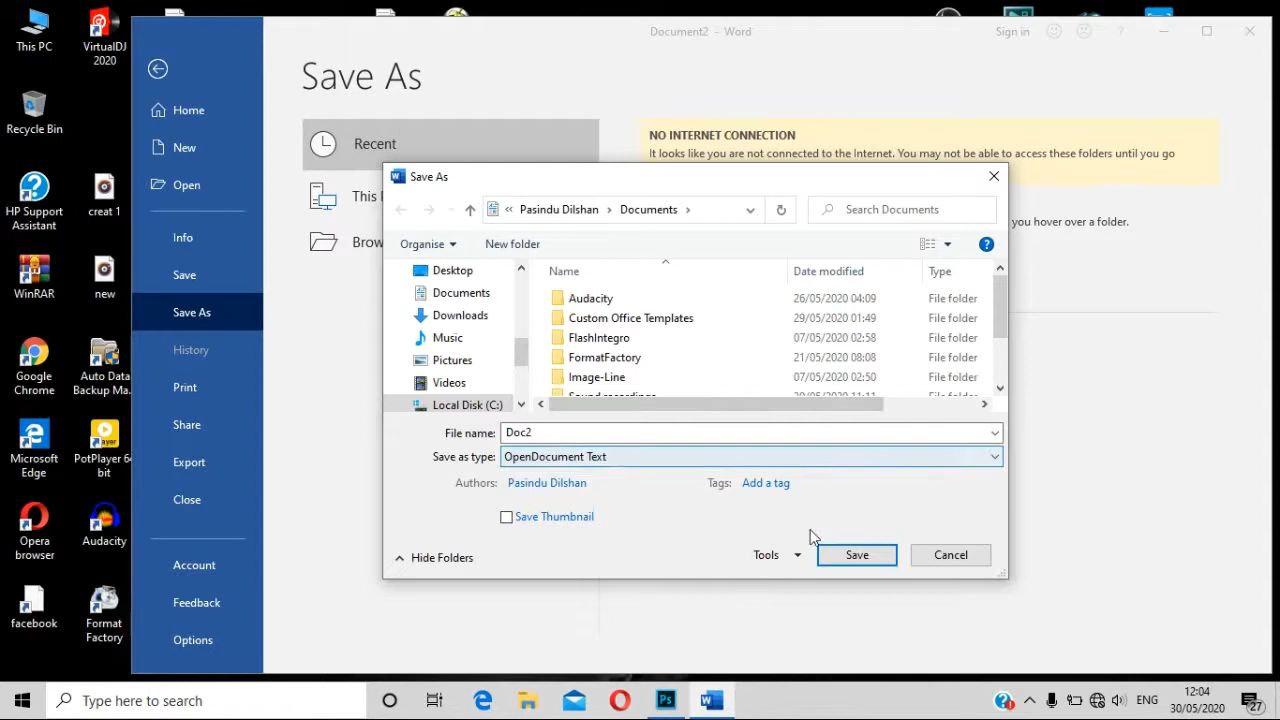 This PC
VirtualDJ
2020
Document2 – Word
Sign in
?
Save As
Home
Recycle Bin
New
Recent
NO INTERNET CONNECTION
It looks like you are not connected to the Internet. You may not be able to access these folders until you go
Open
Save As
HP Support
Assistant
creat 1
This
Pasindu Dilshan
Documents
Search Documents
you hover over a folder.
Info
Brow
Organise
New folder
?
WinRAR
new
Save
Desktop
Name
Date modified
Type
Documents
Audacity
26/05/2020 04:09
File folder
Save As
Downloads
Custom Office Templates
29/05/2020 01:49
File folder
Music
FlashIntegro
07/05/2020 02:58
File folder
History
Pictures
FormatFactory
21/05/2020 08:08
File folder
Google
Chrome
Auto Data
Backup Ma...
Print
Videos
Image-Line
07/05/2020 02:50
File folder
Local Disk (C:)
Sound recordings
File folder
Share
File name:
Doc2
Microsoft
Edge
PotPlayer 64
bit
Export
Save as type:
OpenDocument Text
Authors:
Pasindu Dilshan
Tags:
Add a tag
Close
Save Thumbnail
Opera
browser
Audacity
Hide Folders
Tools
Save
Cancel
Account
facebook
Format
Factory
Feedback
Options
Type here to search
Ps
ENG
12:04
30/05/2020
27